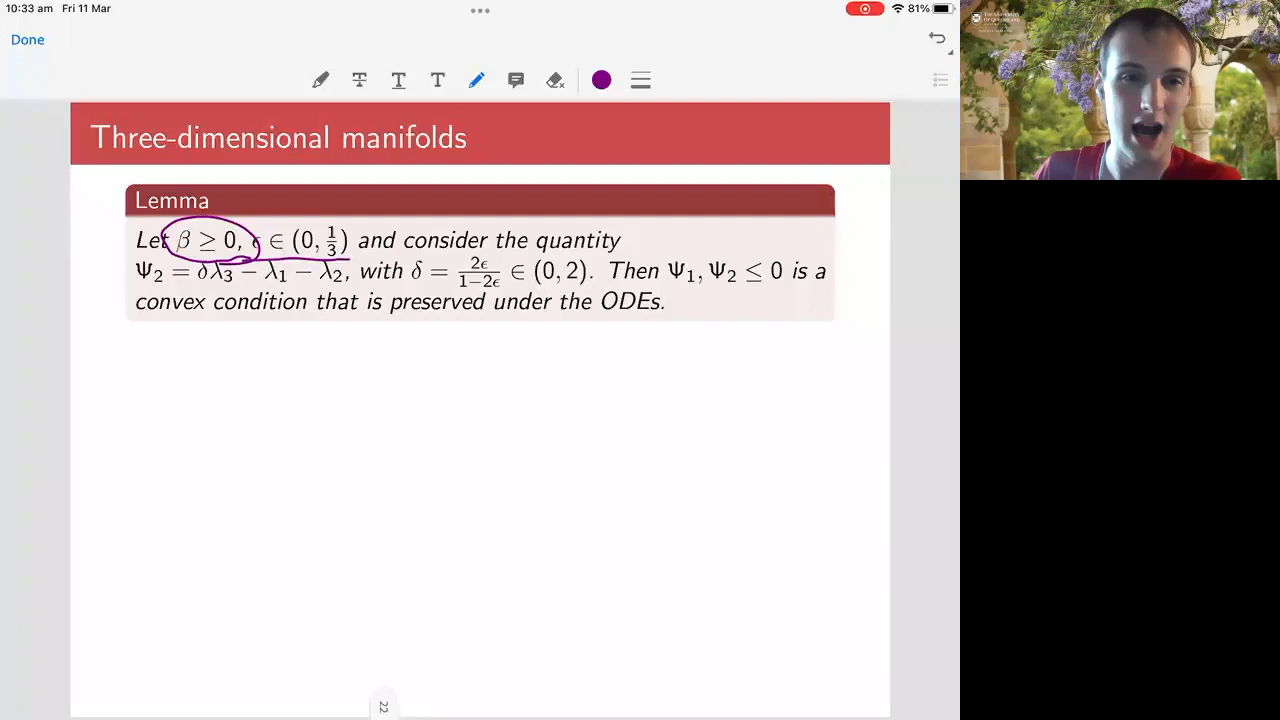 10:33 am Fri 11 Mar
81%
Done
T T T
Three-dimensional manifolds
Lemma
Let β ≥ 0, ϵ ∈ (0, 1/3) and consider the quantity
Ψ₂ = δλ₃ − λ₁ − λ₂, with δ = 2ϵ/(1−2ϵ) ∈ (0, 2). Then Ψ₁, Ψ₂ ≤ 0 is a
convex condition that is preserved under the ODEs.
22